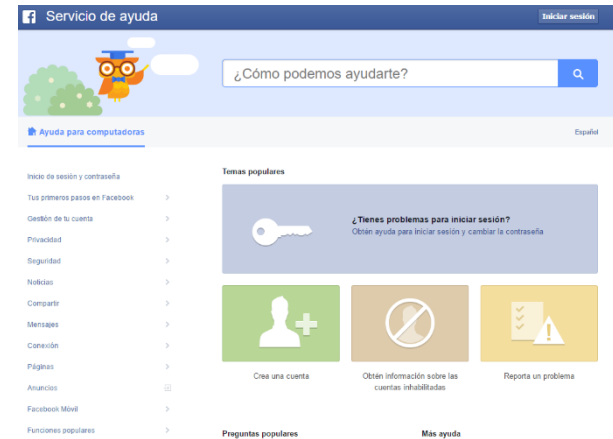 Servicio de ayuda
Iniciar sesión
¿Cómo podemos ayudarte?
Ayuda para computadoras
Español
Inicio de sesión y contraseña
Tus primeros pasos en Facebook
Gestión de tu cuenta
Privacidad
Seguridad
Noticias
Compartir
Mensajes
Conexión
Páginas
Anuncios
Facebook Móvil
Funciones populares
Temas populares
¿Tienes problemas para iniciar sesión?
Obtén ayuda para iniciar sesión y cambiar la contraseña
Crea una cuenta
Obtén información sobre las
cuentas inhabilitadas
Reporta un problema
Preguntas populares
Más ayuda